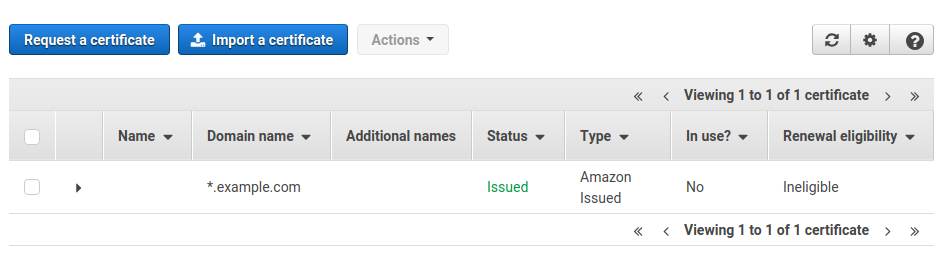 Request a certificate Import a certificate Actions
« < Viewing 1 to 1 of 1 certificate > »
Name Domain name Additional names Status Type In use? Renewal eligibility
*.example.com Issued Amazon Issued No Ineligible
« < Viewing 1 to 1 of 1 certificate > »